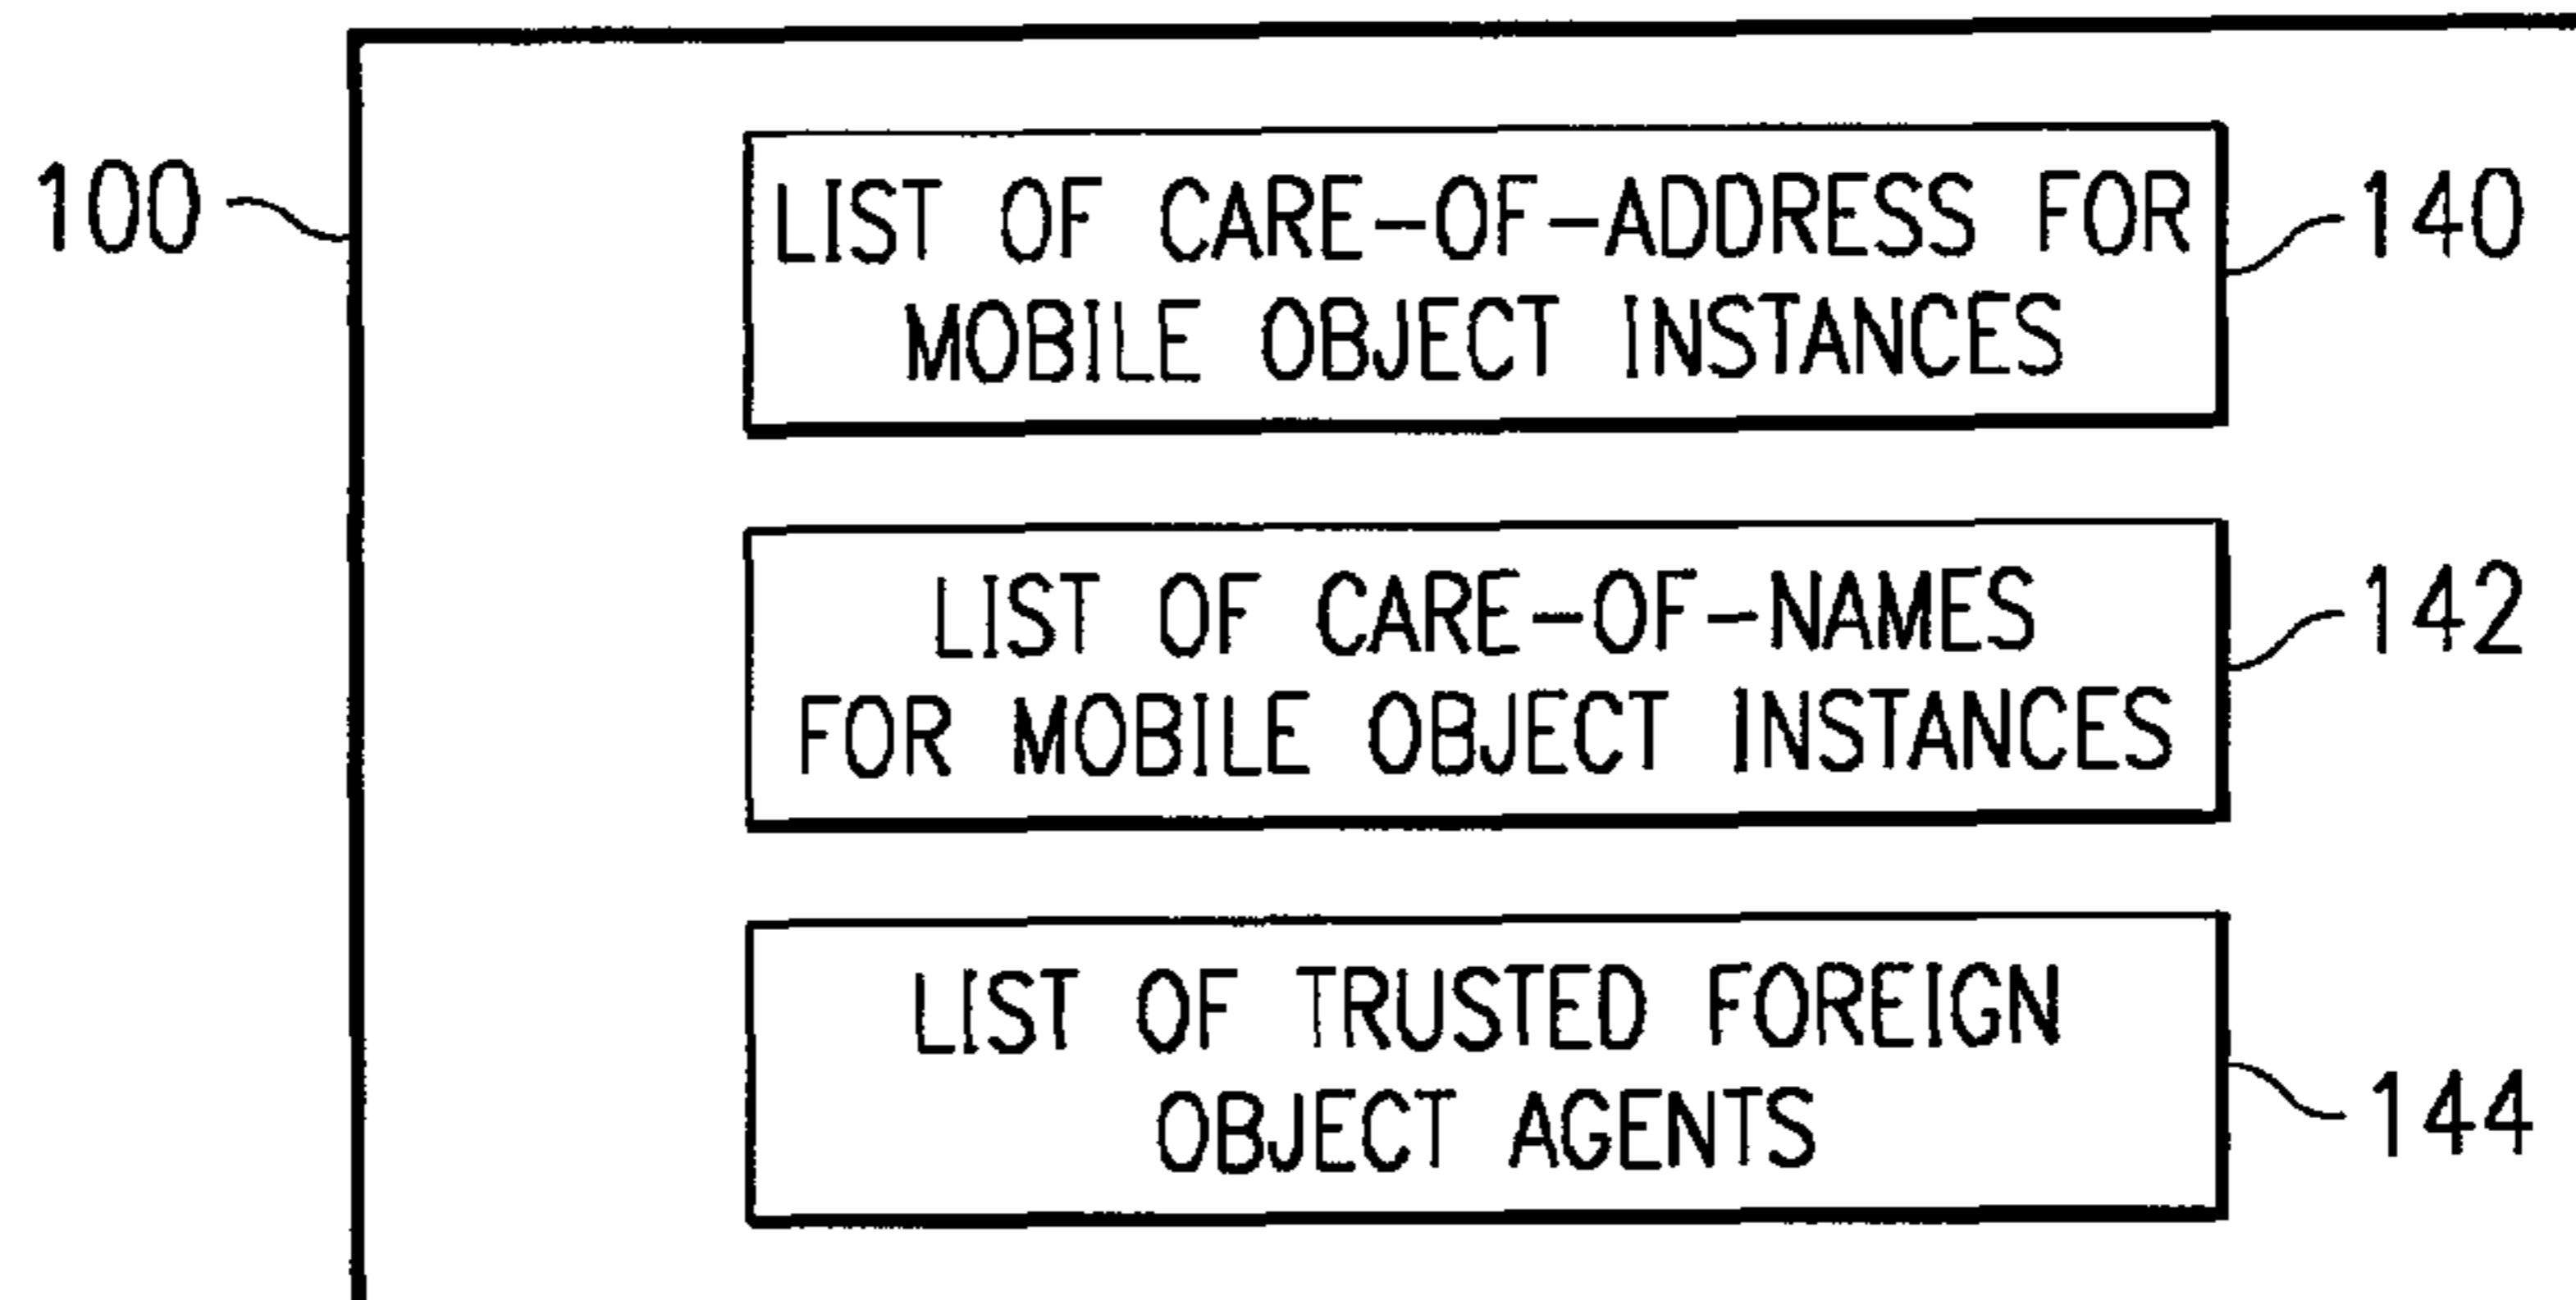 100
LIST OF CARE-OF-ADDRESS FOR
MOBILE OBJECT INSTANCES
140
LIST OF CARE-OF-NAMES
FOR MOBILE OBJECT INSTANCES
142
LIST OF TRUSTED FOREIGN
OBJECT AGENTS
144